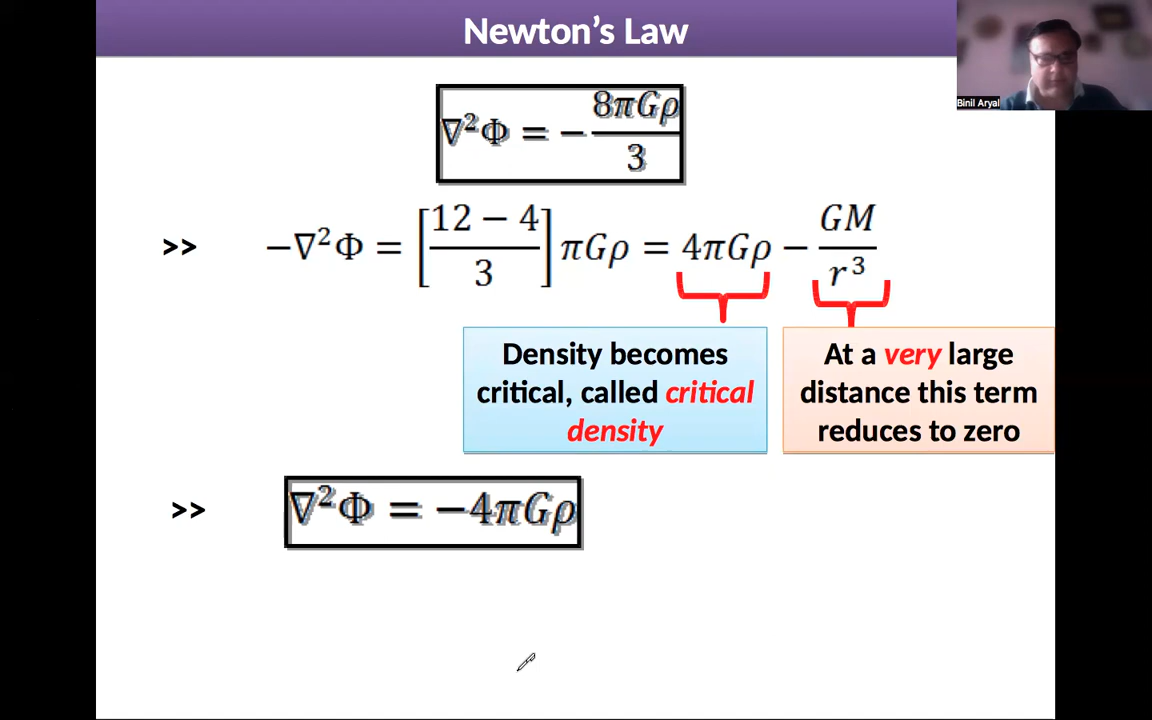 Newton’s Law
Binil Aryal
∇²Φ = − 8πGρ / 3
>> −∇²Φ = [12 − 4 / 3] πGρ = 4πGρ − GM / r³
Density becomes
critical, called critical
density
At a very large
distance this term
reduces to zero
>> ∇²Φ = −4πGρ